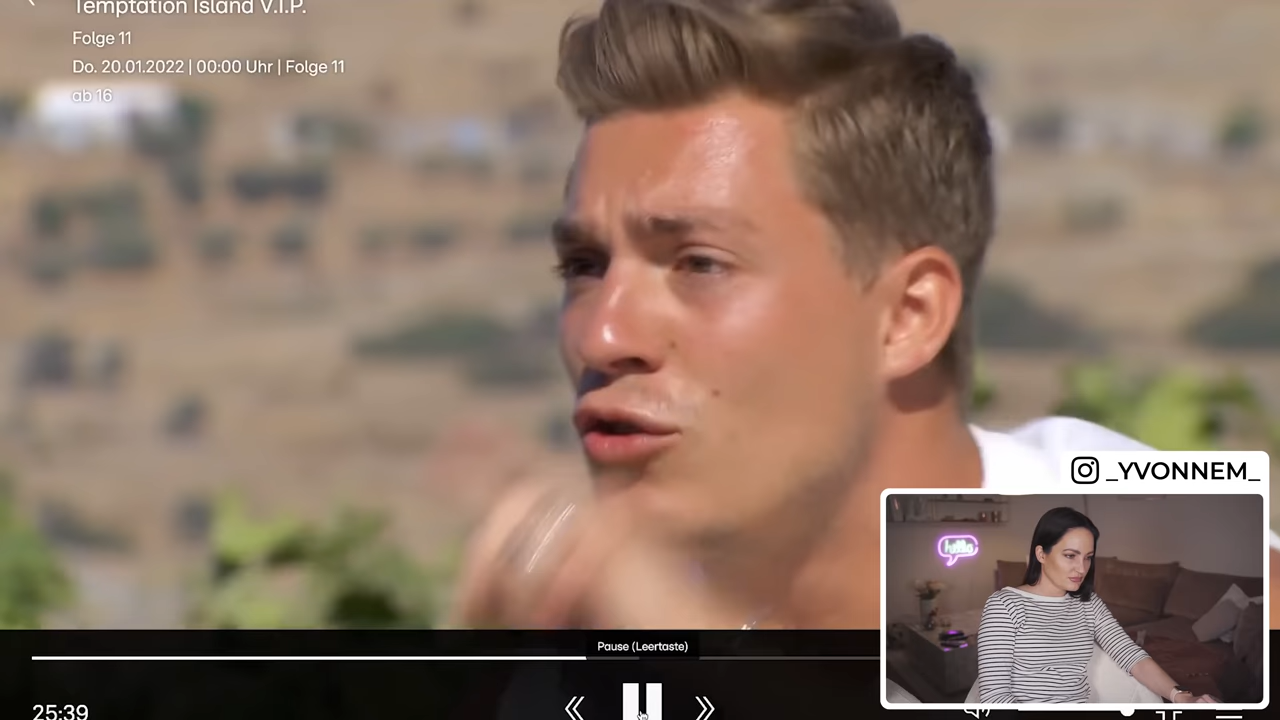 Temptation Island V.I.P.
Folge 11
Do. 20.01.2022 | 00:00 Uhr | Folge 11
ab 16
_YVONNEM_
hello
Pause (Leertaste)
25:39